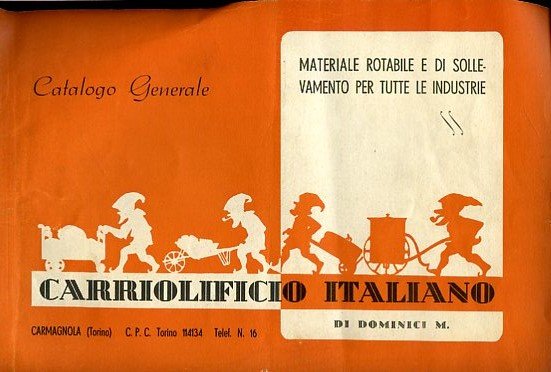 Catalogo Generale
MATERIALE ROTABILE E DI SOLLE-
VAMENTO PER TUTTE LE INDUSTRIE
CARRIOLIFICIO ITALIANO
DI DOMINICI M.
CARMAGNOLA (Torino) C. P. C. Torino 114134 Telef. N. 16